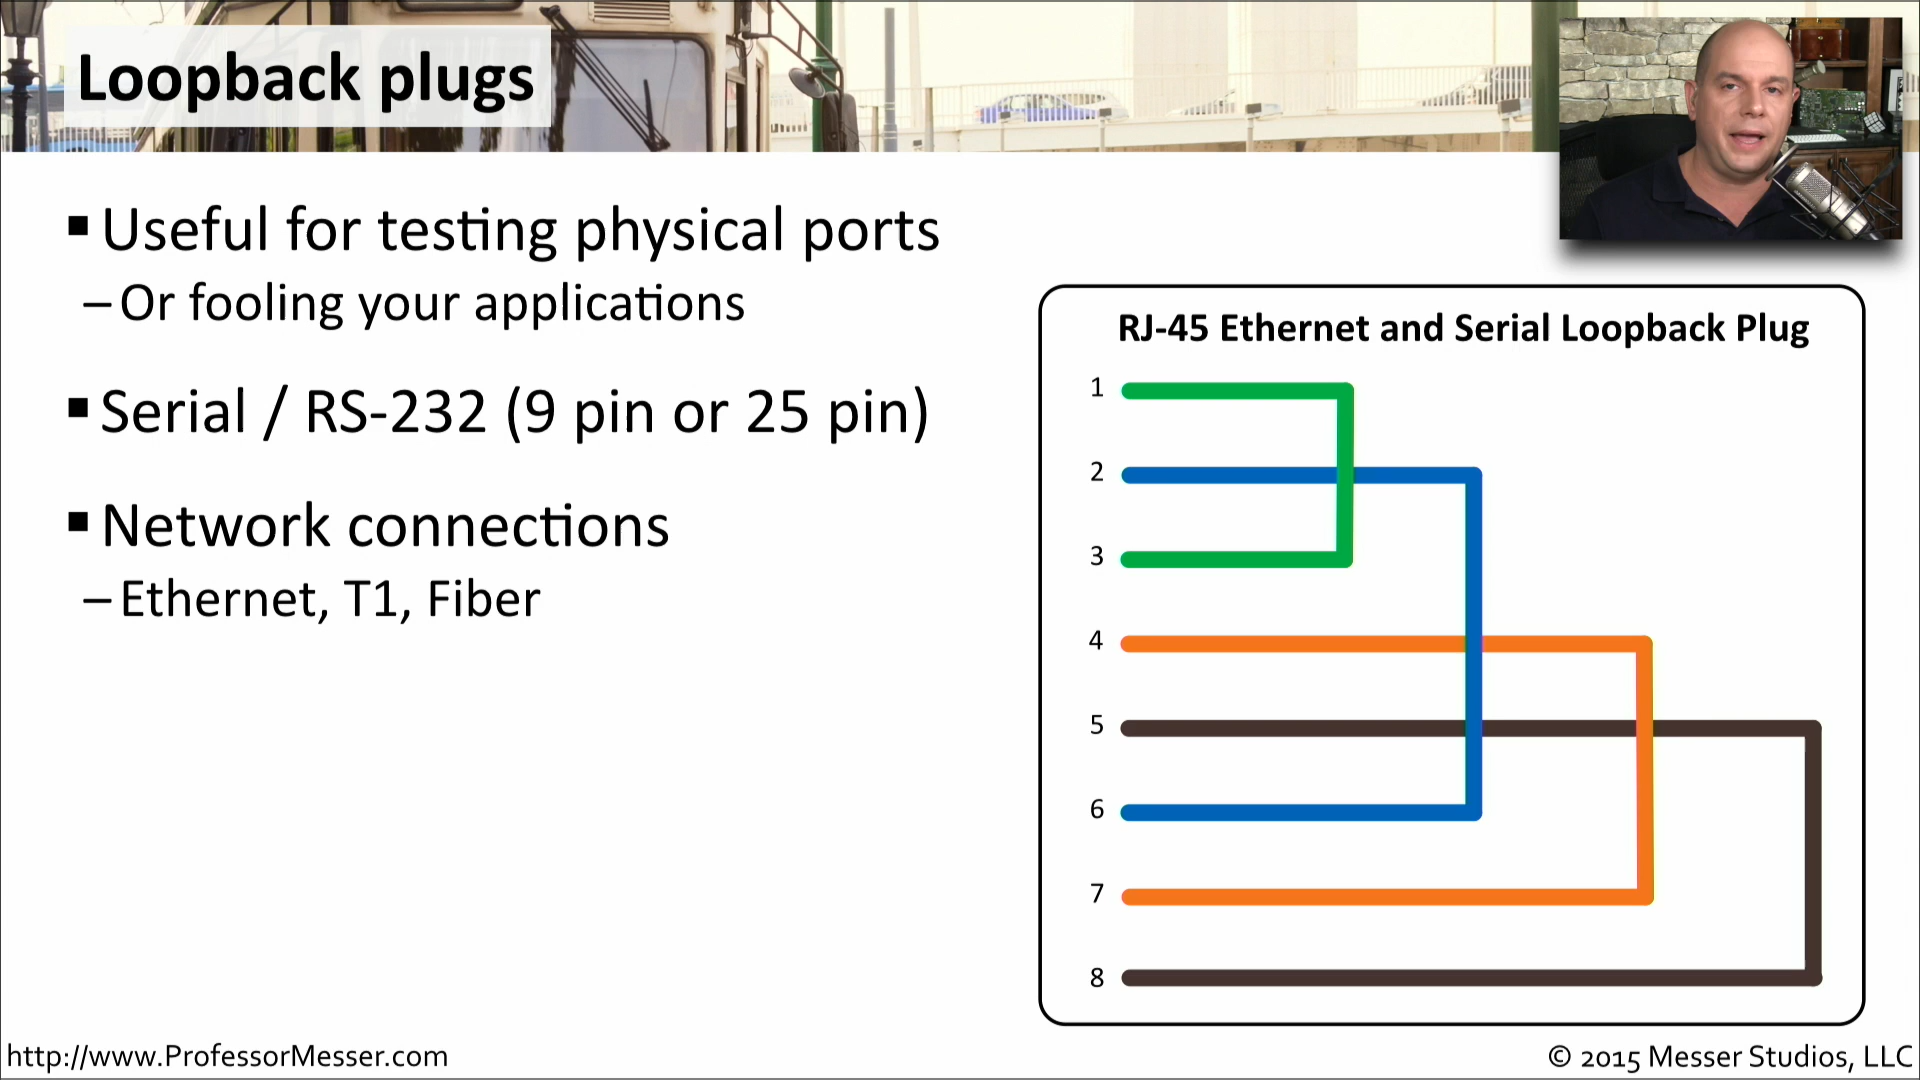 Loopback plugs
▪ Useful for testing physical ports
– Or fooling your applications
▪ Serial / RS-232 (9 pin or 25 pin)
▪ Network connections
– Ethernet, T1, Fiber
RJ-45 Ethernet and Serial Loopback Plug
1
2
3
4
5
6
7
8
http://www.ProfessorMesser.com
© 2015 Messer Studios, LLC